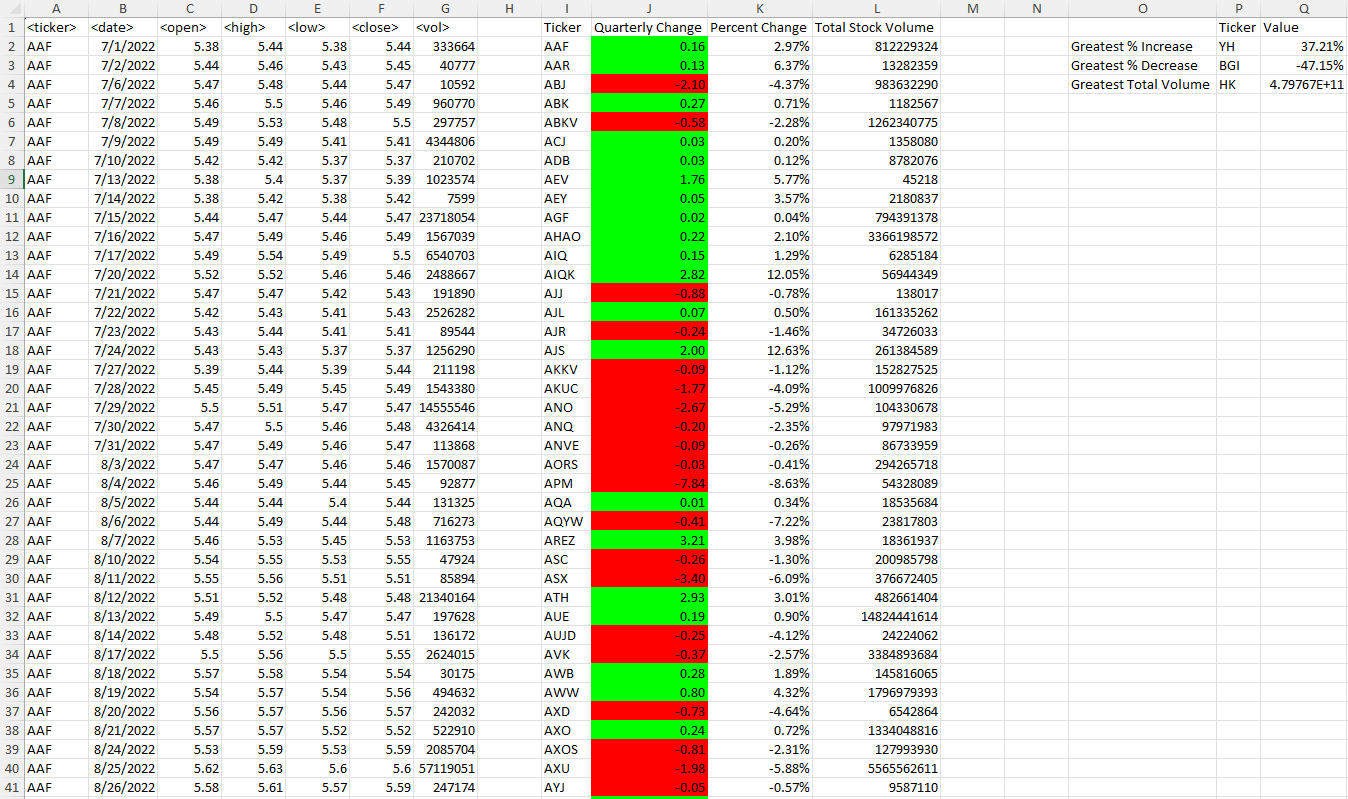 A B C D E F G H I J K L M N O P Q
1 <ticker> <date> <open> <high> <low> <close> <vol> Ticker Quarterly Change Percent Change Total Stock Volume Ticker Value
2 AAF 7/1/2022 5.38 5.44 5.38 5.44 333664 AAF 0.16 2.97% 812229324 Greatest % Increase YH 37.21%
3 AAF 7/2/2022 5.44 5.46 5.43 5.45 40777 AAR 0.13 6.37% 13282359 Greatest % Decrease BGI -47.15%
4 AAF 7/6/2022 5.47 5.48 5.44 5.47 10592 ABJ -2.10 -4.37% 983632290 Greatest Total Volume HK 4.79767E+11
5 AAF 7/7/2022 5.46 5.5 5.46 5.49 960770 ABK 0.27 0.71% 1182567
6 AAF 7/8/2022 5.49 5.53 5.48 5.5 297757 ABKV -0.58 -2.28% 1262340775
7 AAF 7/9/2022 5.49 5.49 5.41 5.41 4344806 ACJ 0.03 0.20% 1358080
8 AAF 7/10/2022 5.42 5.42 5.37 5.37 210702 ADB 0.03 0.12% 8782076
9 AAF 7/13/2022 5.38 5.4 5.37 5.39 1023574 AEV 1.76 5.77% 45218
10 AAF 7/14/2022 5.38 5.42 5.38 5.42 7599 AEY 0.05 3.57% 2180837
11 AAF 7/15/2022 5.44 5.47 5.44 5.47 23718054 AGF 0.02 0.04% 794391378
12 AAF 7/16/2022 5.47 5.49 5.46 5.49 1567039 AHAO 0.22 2.10% 3366198572
13 AAF 7/17/2022 5.49 5.54 5.49 5.5 6540703 AIQ 0.15 1.29% 6285184
14 AAF 7/20/2022 5.52 5.52 5.46 5.46 2488667 AIQK 2.82 12.05% 56944349
15 AAF 7/21/2022 5.47 5.47 5.42 5.43 191890 AJJ -0.88 -0.78% 138017
16 AAF 7/22/2022 5.42 5.43 5.41 5.43 2526282 AJL 0.07 0.50% 161335262
17 AAF 7/23/2022 5.43 5.44 5.41 5.41 89544 AJR -0.24 -1.46% 34726033
18 AAF 7/24/2022 5.43 5.43 5.37 5.37 1256290 AJS 2.00 12.63% 261384589
19 AAF 7/27/2022 5.39 5.44 5.39 5.44 211198 AKKV -0.09 -1.12% 152827525
20 AAF 7/28/2022 5.45 5.49 5.45 5.49 1543380 AKUC -1.77 -4.09% 1009976826
21 AAF 7/29/2022 5.5 5.51 5.47 5.47 14555546 ANO -2.67 -5.29% 104330678
22 AAF 7/30/2022 5.47 5.5 5.46 5.48 4326414 ANQ -0.20 -2.35% 97971983
23 AAF 7/31/2022 5.47 5.49 5.46 5.47 113868 ANVE -0.09 -0.26% 86733959
24 AAF 8/3/2022 5.47 5.47 5.46 5.46 1570087 AORS -0.03 -0.41% 294265718
25 AAF 8/4/2022 5.46 5.49 5.44 5.45 92877 APM -7.84 -8.63% 54328089
26 AAF 8/5/2022 5.44 5.44 5.4 5.44 131325 AQA 0.01 0.34% 18535684
27 AAF 8/6/2022 5.44 5.49 5.44 5.48 716273 AQYW -0.41 -7.22% 23817803
28 AAF 8/7/2022 5.46 5.53 5.45 5.53 1163753 AREZ 3.21 3.98% 18361937
29 AAF 8/10/2022 5.54 5.55 5.53 5.55 47924 ASC -0.26 -1.30% 200985798
30 AAF 8/11/2022 5.55 5.56 5.51 5.51 85894 ASX -3.40 -6.09% 376672405
31 AAF 8/12/2022 5.51 5.52 5.48 5.48 21340164 ATH 2.93 3.01% 482661404
32 AAF 8/13/2022 5.49 5.5 5.47 5.47 197628 AUE 0.19 0.90% 14824441614
33 AAF 8/14/2022 5.48 5.52 5.48 5.51 136172 AUJD -0.25 -4.12% 24224062
34 AAF 8/17/2022 5.5 5.56 5.5 5.55 2624015 AVK -0.37 -2.57% 3384893684
35 AAF 8/18/2022 5.57 5.58 5.54 5.54 30175 AWB 0.28 1.89% 145816065
36 AAF 8/19/2022 5.54 5.57 5.54 5.56 494632 AWW 0.80 4.32% 1796979393
37 AAF 8/20/2022 5.56 5.57 5.56 5.57 242032 AXD -0.73 -4.64% 6542864
38 AAF 8/21/2022 5.57 5.57 5.52 5.52 522910 AXO 0.24 0.72% 1334048816
39 AAF 8/24/2022 5.53 5.59 5.53 5.59 2085704 AXOS -0.81 -2.31% 127993930
40 AAF 8/25/2022 5.62 5.63 5.6 5.6 57119051 AXU -1.98 -5.88% 5565562611
41 AAF 8/26/2022 5.58 5.61 5.57 5.59 247174 AYJ -0.05 -0.57% 9587110